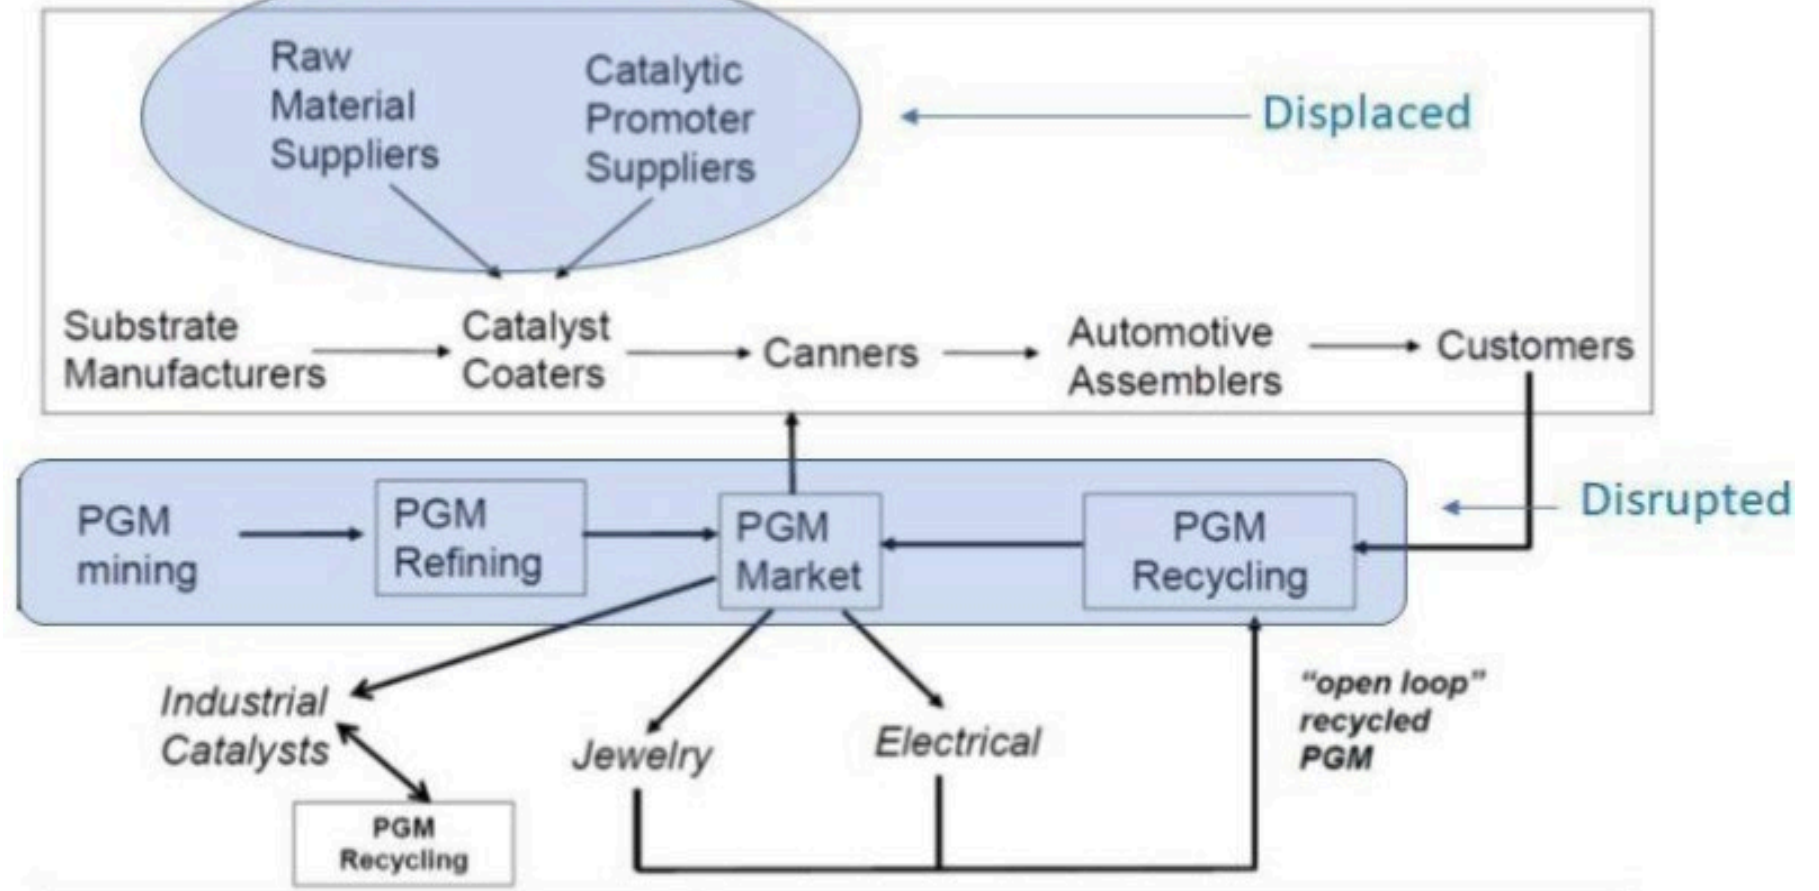 Raw
Material
Suppliers
Catalytic
Promoter
Suppliers
Displaced
Substrate
Manufacturers
Catalyst
Coaters
Canners
Automotive
Assemblers
Customers
PGM
mining
PGM
Refining
PGM
Market
PGM
Recycling
Disrupted
Industrial
Catalysts
Jewelry
Electrical
“open loop”
recycled
PGM
PGM
Recycling